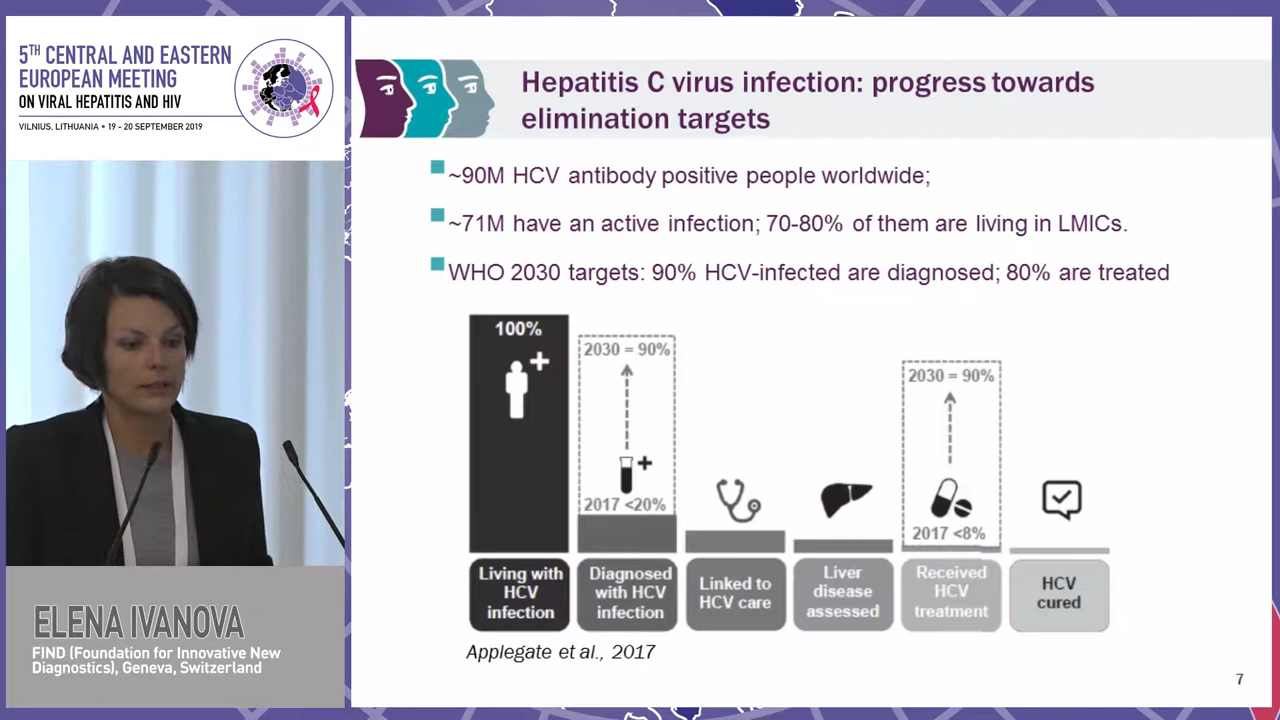 5TH CENTRAL AND EASTERN
EUROPEAN MEETING
ON VIRAL HEPATITIS AND HIV
VILNIUS, LITHUANIA • 19 - 20 SEPTEMBER 2019
ELENA IVANOVA
FIND (Foundation for Innovative New
Diagnostics), Geneva, Switzerland
Hepatitis C virus infection: progress towards
elimination targets
~90M HCV antibody positive people worldwide;
~71M have an active infection; 70-80% of them are living in LMICs.
WHO 2030 targets: 90% HCV-infected are diagnosed; 80% are treated
100%
2030 = 90%
2017 <20%
2030 = 90%
2017 <8%
Living with
HCV
infection
Diagnosed
with HCV
infection
Linked to
HCV care
Liver
disease
assessed
Received
HCV
treatment
HCV
cured
Applegate et al., 2017
7